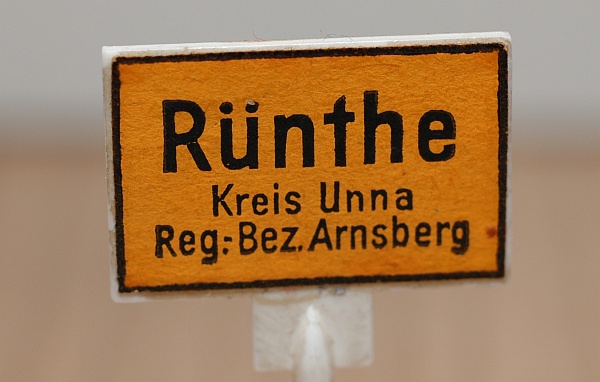 Rünthe
Kreis Unna
Reg.-Bez. Arnsberg